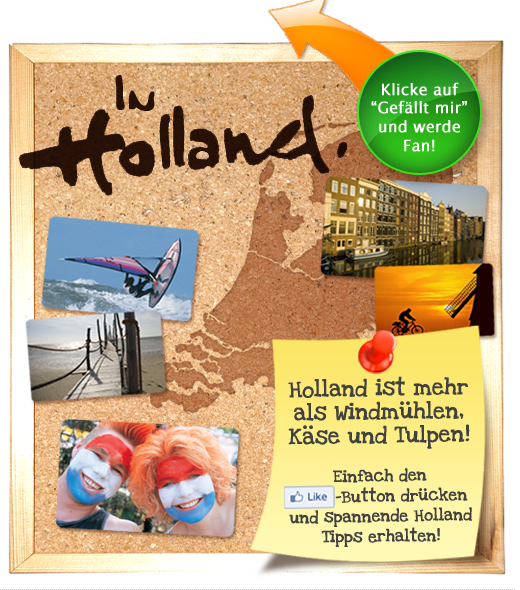 In
Holland.
Klicke auf
“Gefällt mir”
und werde
Fan!
Holland ist mehr
als Windmühlen,
Käse und Tulpen!
Einfach den
Like -Button drücken
und spannende Holland
Tipps erhalten!